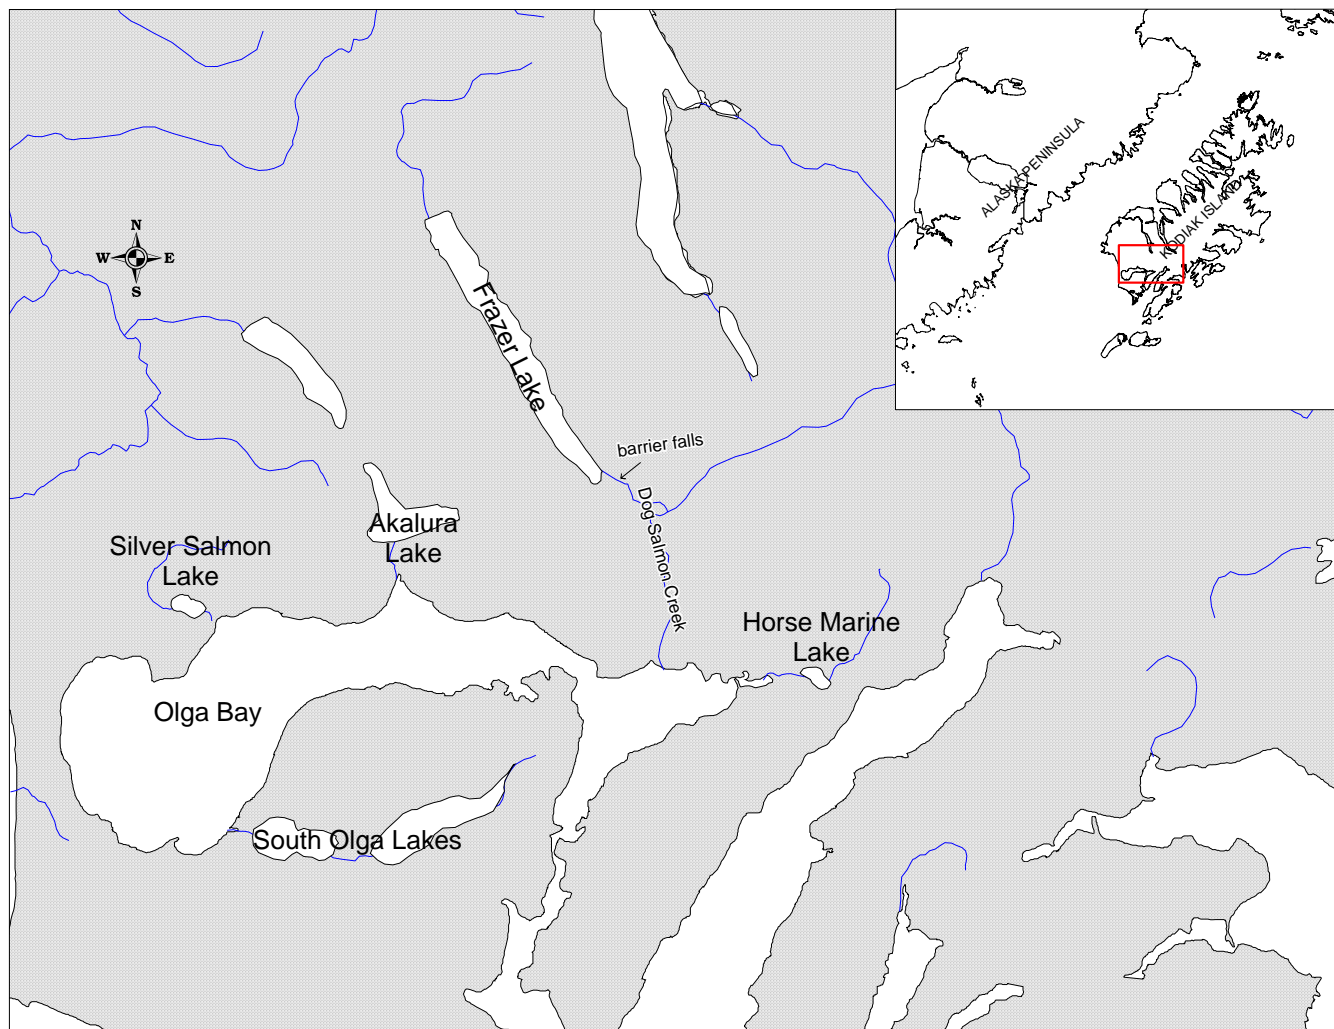 ALASKA PENINSULA
KODIAK ISLAND
N
W
E
S
Frazer Lake
barrier falls
Dog Salmon Creek
Akalura
Lake
Silver Salmon
Lake
Horse Marine
Lake
Olga Bay
South Olga Lakes